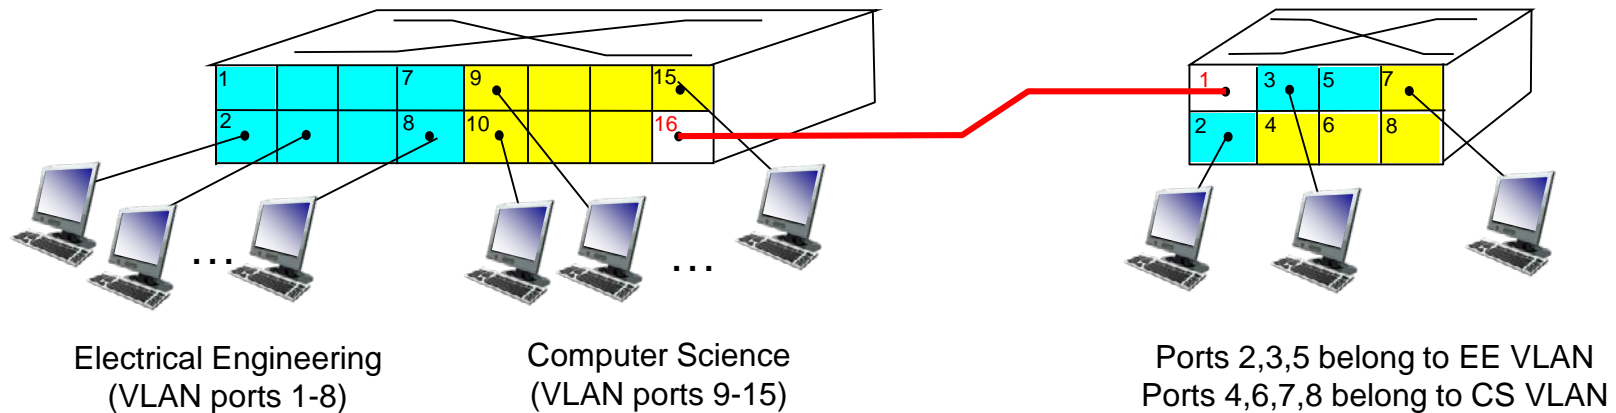 1 7 9 15
2 8 10 16
1 3 5 7
2 4 6 8
... ...
Electrical Engineering
(VLAN ports 1-8)
Computer Science
(VLAN ports 9-15)
Ports 2,3,5 belong to EE VLAN
Ports 4,6,7,8 belong to CS VLAN